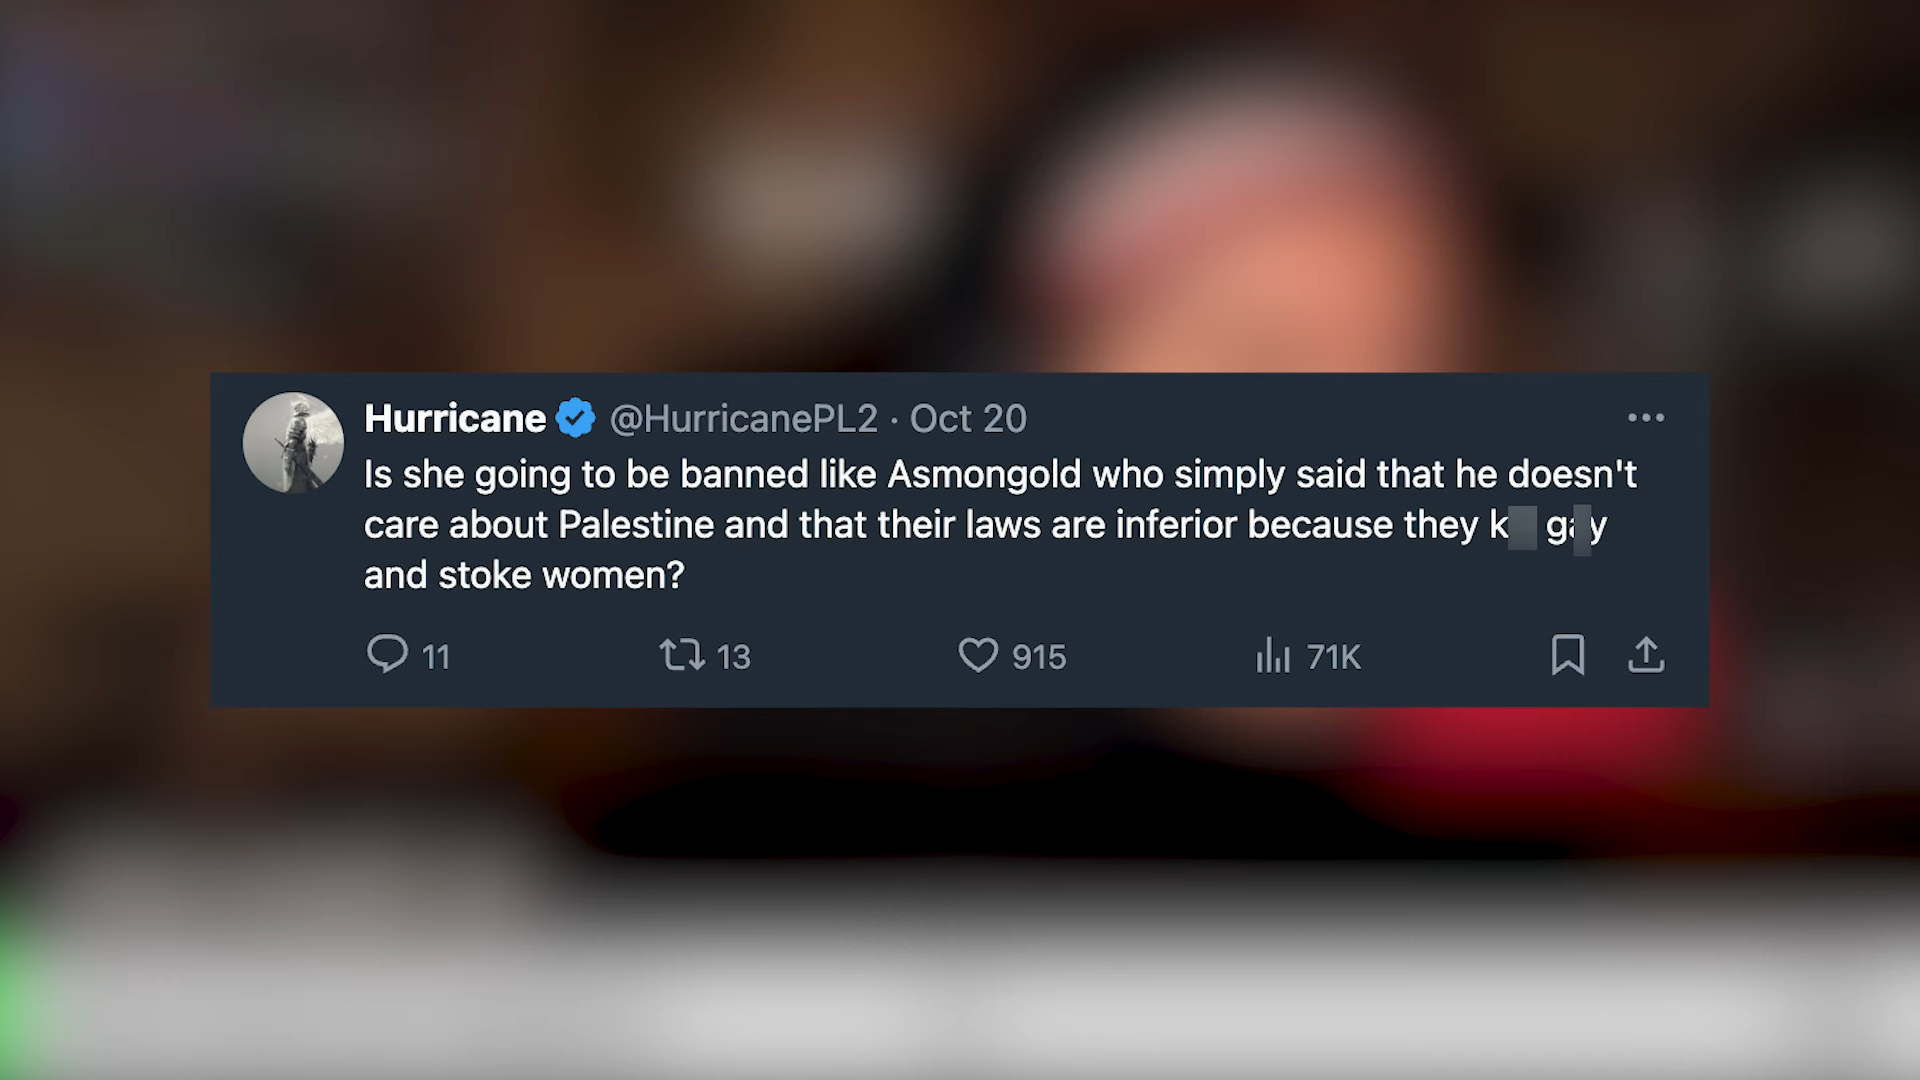 Hurricane @HurricanePL2 · Oct 20
Is she going to be banned like Asmongold who simply said that he doesn't
care about Palestine and that their laws are inferior because they k gay
and stoke women?
11 13 915 71K